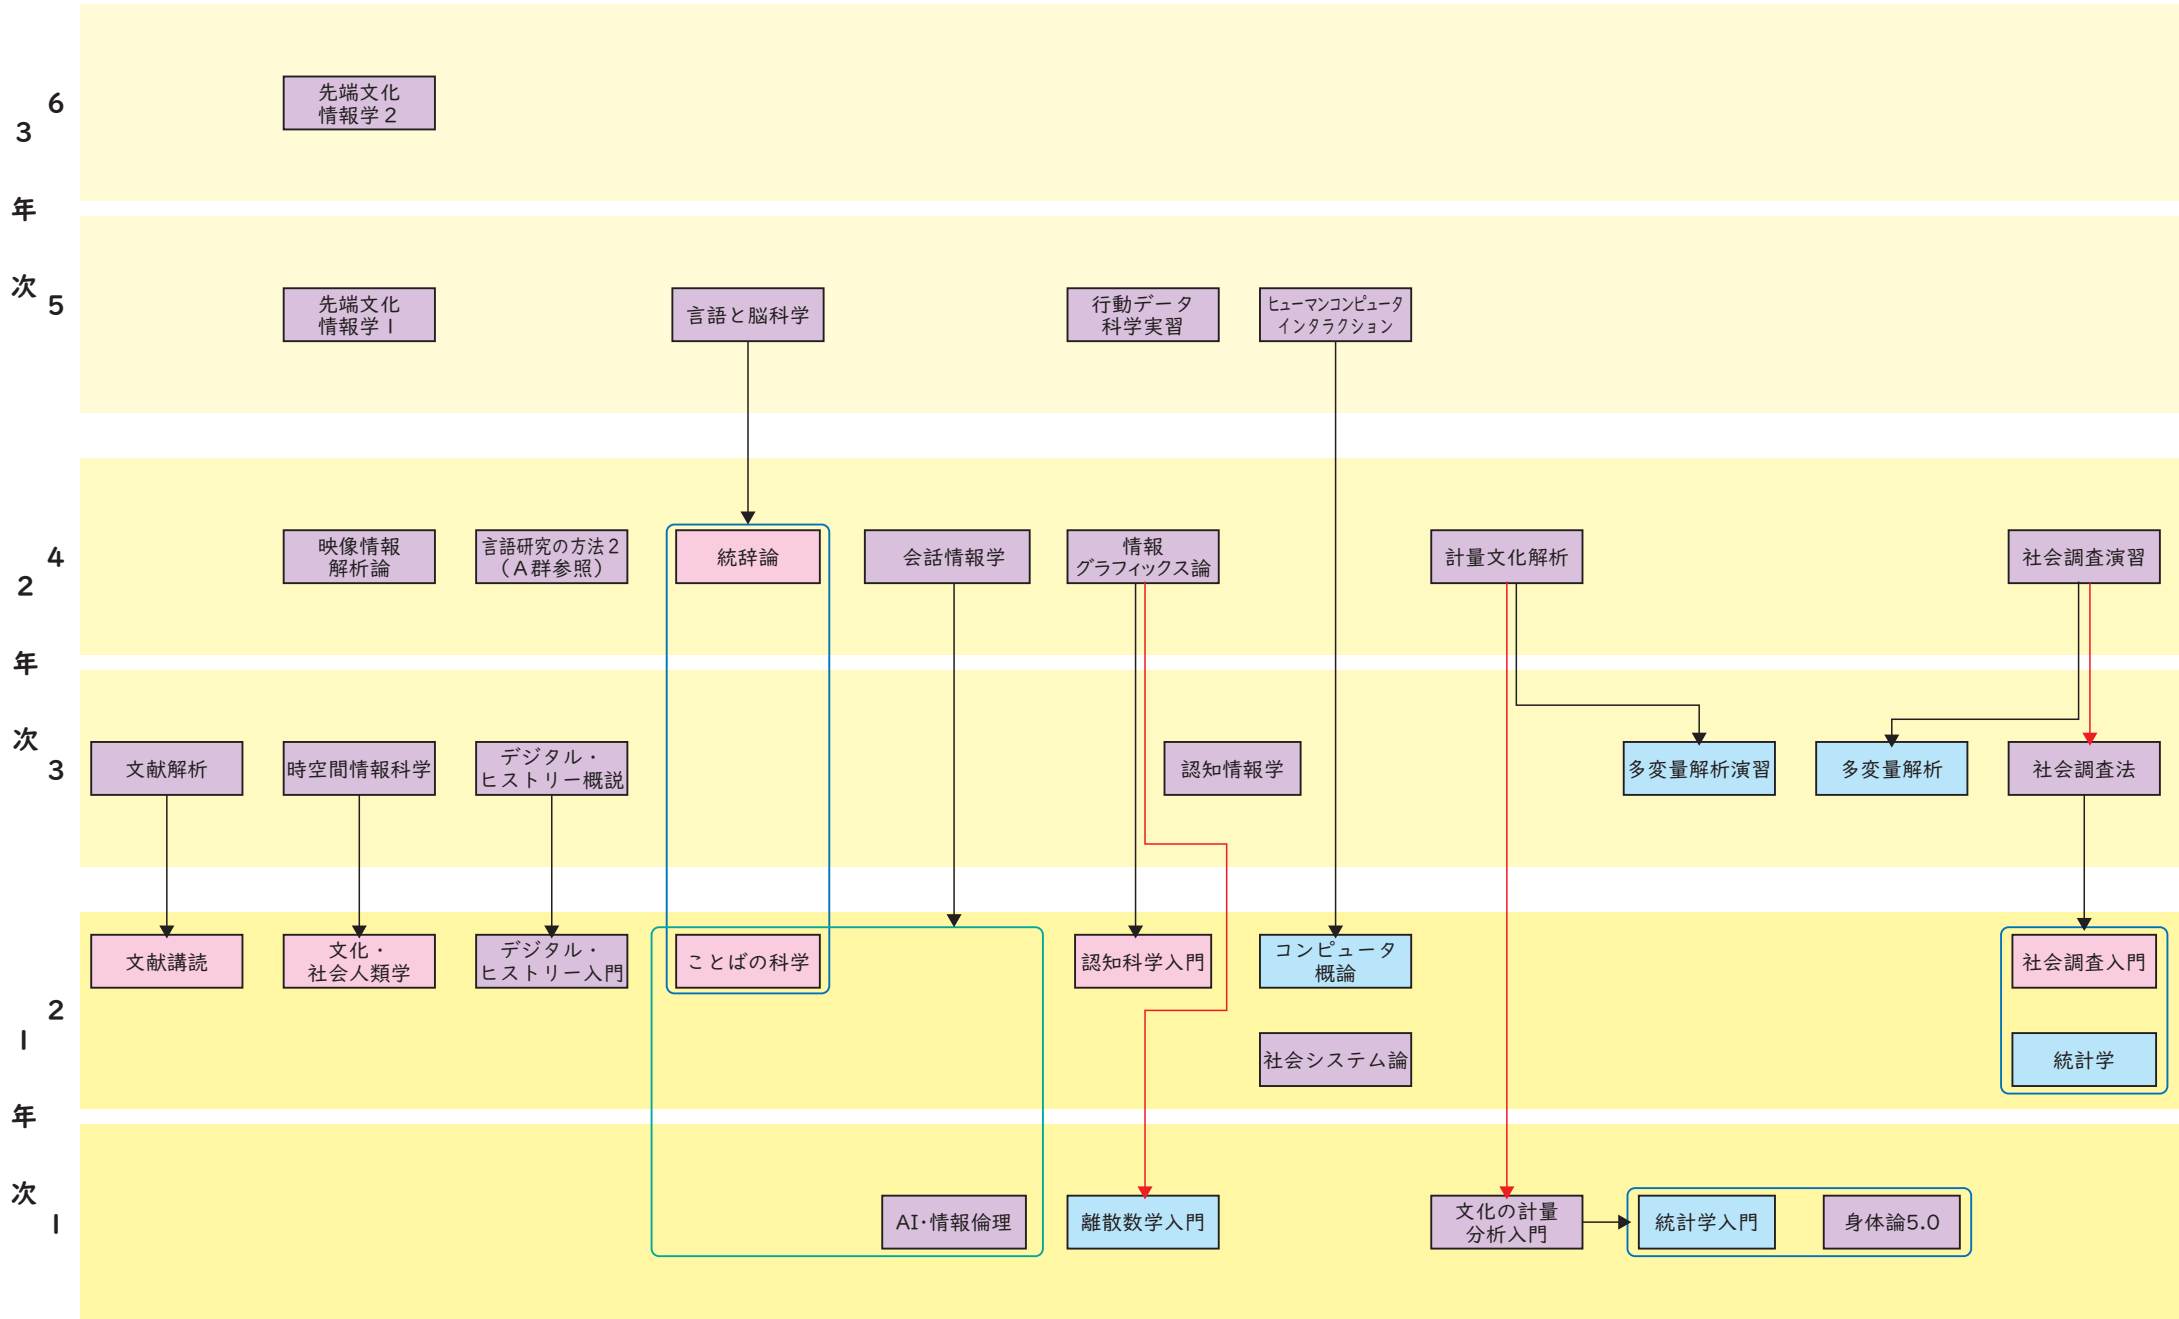 3
年
次
6
先端文化
情報学2
5
先端文化
情報学1
言語と脳科学
行動データ
科学実習
ヒューマンコンピュータ
インタラクション
2
年
次
4
映像情報
解析論
言語研究の方法2
(A群参照)
統辞論
会話情報学
情報
グラフィックス論
計量文化解析
社会調査演習
3
文献解析
時空間情報科学
デジタル・
ヒストリー概説
認知情報学
多変量解析演習
多変量解析
社会調査法
1
年
次
2
文献講読
文化・
社会人類学
デジタル・
ヒストリー入門
ことばの科学
認知科学入門
コンピュータ
概論
社会調査入門
社会システム論
統計学
1
AI・情報倫理
離散数学入門
文化の計量
分析入門
統計学入門
身体論5.0